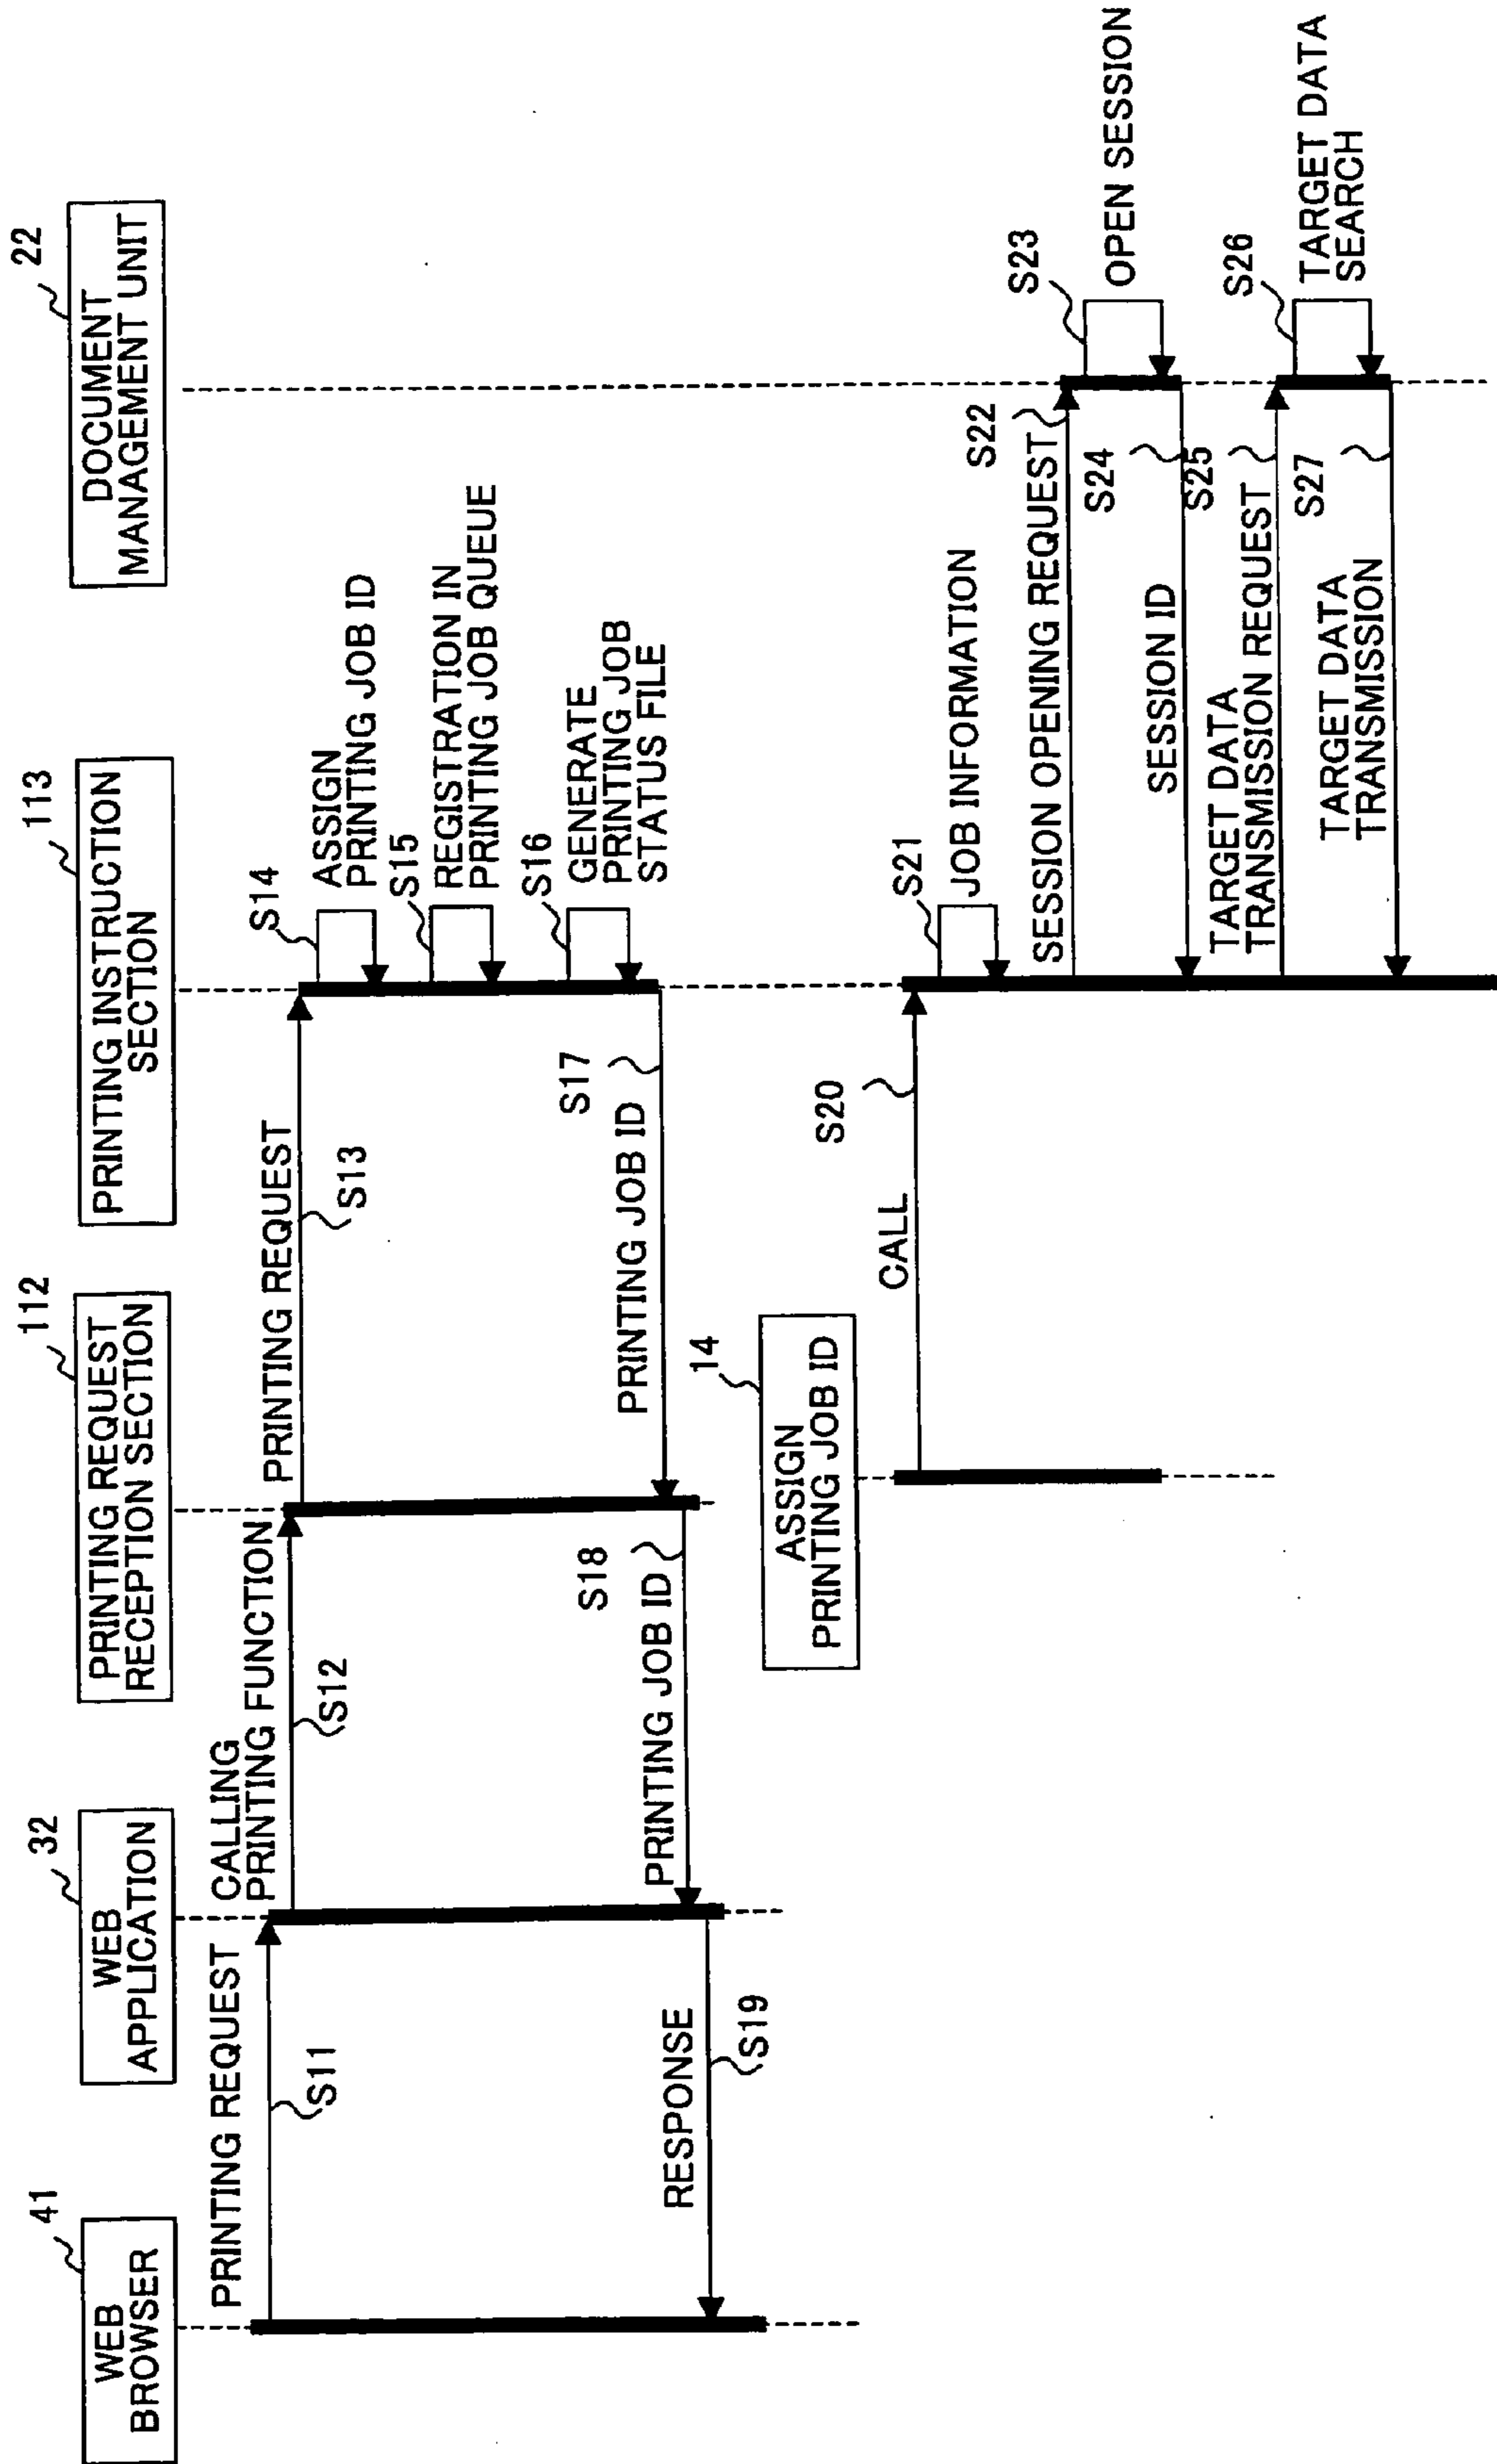 WEB
BROWSER
41
WEB
APPLICATION
32
PRINTING REQUEST
RECEPTION SECTION
112
PRINTING INSTRUCTION
SECTION
113
DOCUMENT
MANAGEMENT UNIT
22
PRINTING REQUEST
S11
CALLING
PRINTING FUNCTION
S12
PRINTING REQUEST
S13
S14
ASSIGN
PRINTING JOB ID
S15
REGISTRATION IN
PRINTING JOB QUEUE
S16
GENERATE
PRINTING JOB
STATUS FILE
PRINTING JOB ID
S17
PRINTING JOB ID
S18
RESPONSE
S19
ASSIGN
PRINTING JOB ID
14
CALL
S20
S21
JOB INFORMATION
SESSION OPENING REQUEST
S22
S23
OPEN SESSION
SESSION ID
S24
TARGET DATA
TRANSMISSION REQUEST
S25
S26
TARGET DATA
SEARCH
TARGET DATA
TRANSMISSION
S27